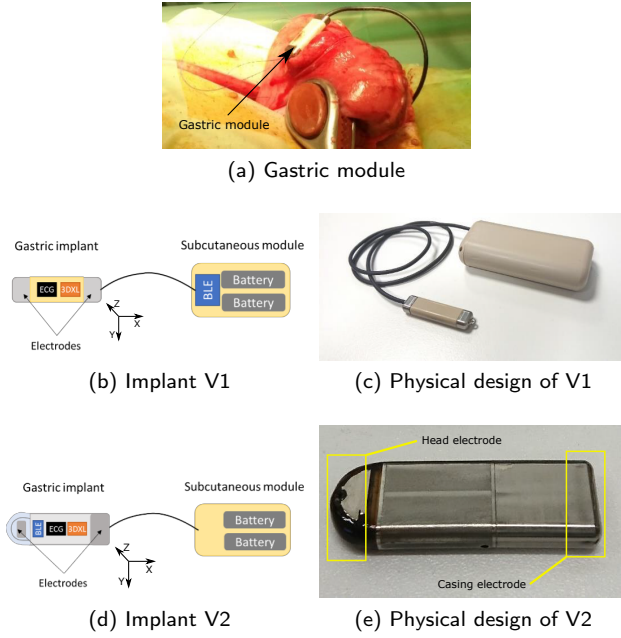 Gastric module
(a) Gastric module
Gastric implant
Subcutaneous module
ECG
3DXL
BLE
Battery
Battery
Z
X
Y
Electrodes
(b) Implant V1
(c) Physical design of V1
Gastric implant
Subcutaneous module
BLE
ECG
3DXL
Battery
Battery
Z
X
Y
Electrodes
Head electrode
Casing electrode
(d) Implant V2
(e) Physical design of V2